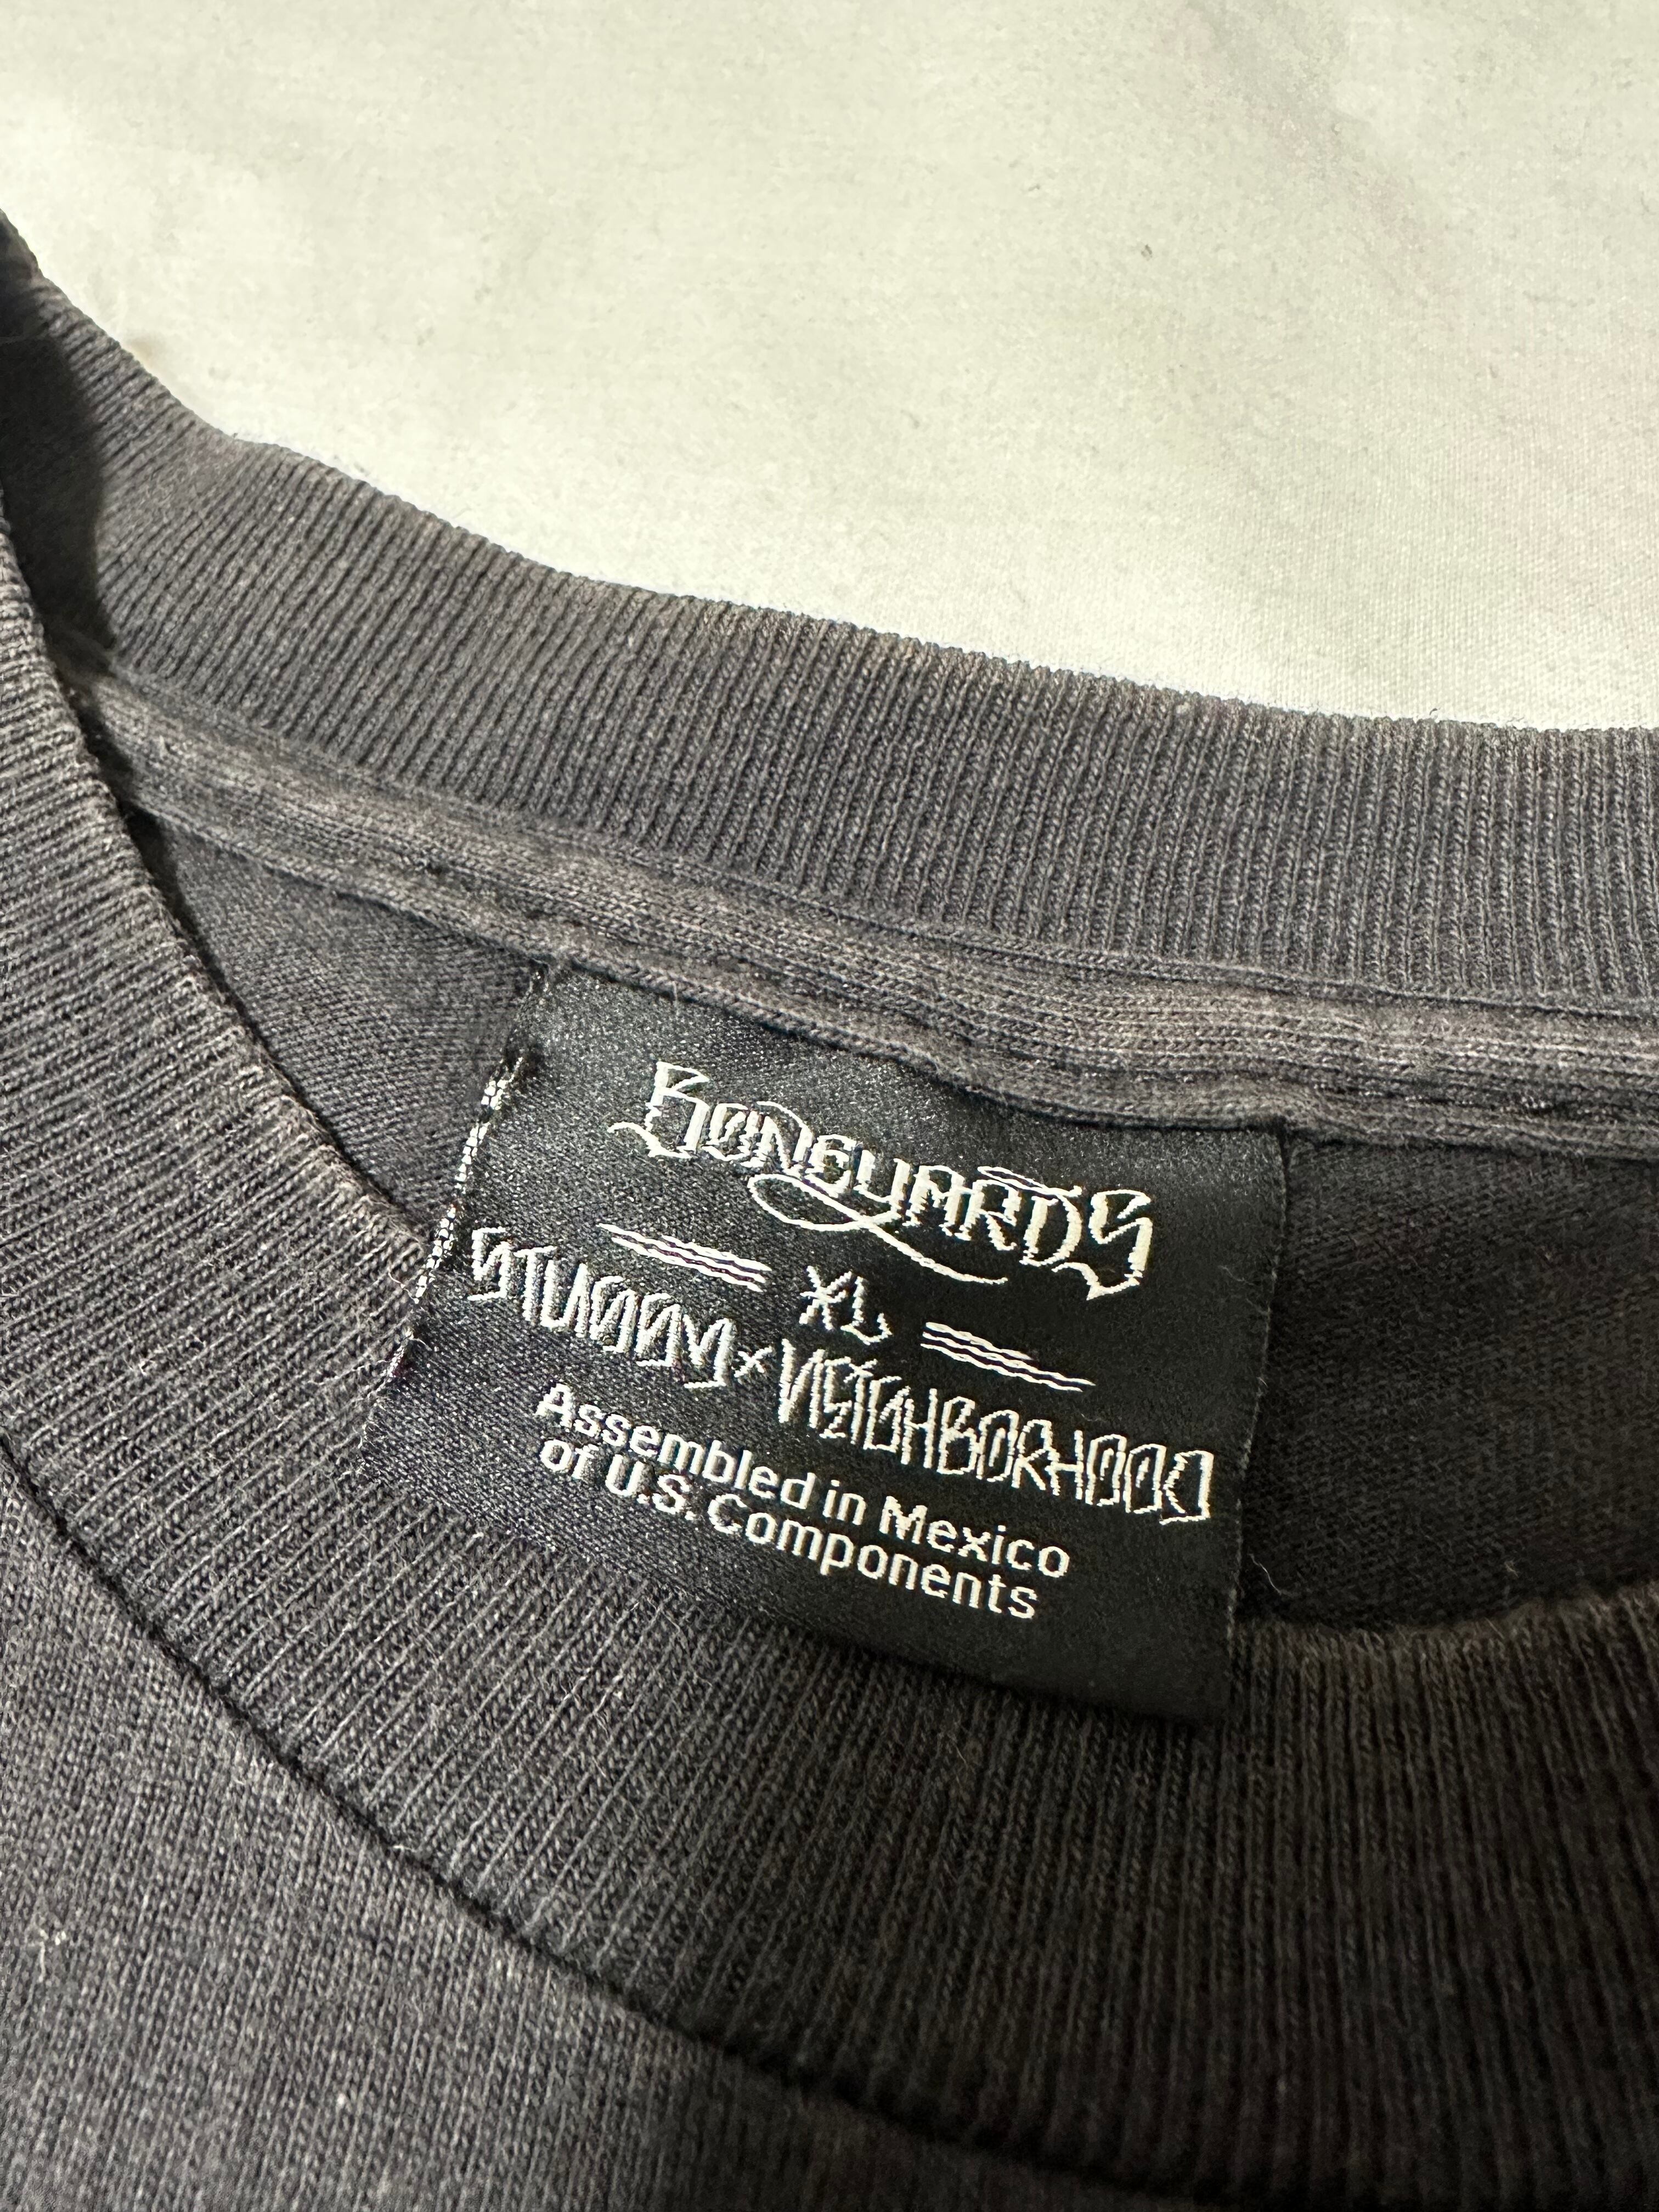 BONEYARDS
XL
STUSSY × NEIGHBORHOOD
Assembled in Mexico
of U.S. Components